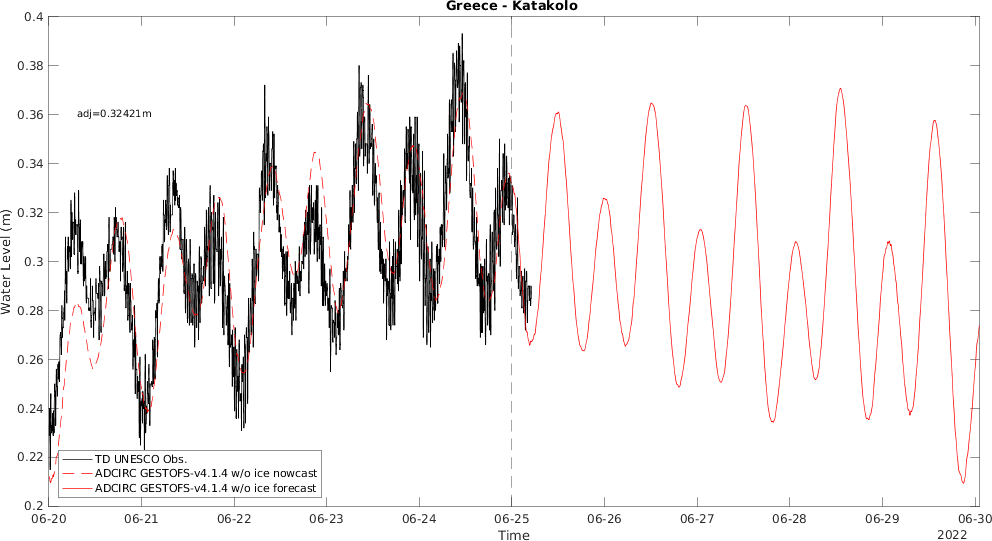 Greece - Katakolo
0.4
0.38
0.36
0.34
0.32
0.3
0.28
0.26
0.24
0.22
0.2
Water Level (m)
adj=0.32421m
TD UNESCO Obs.
ADCIRC GESTOFS-v4.1.4 w/o ice nowcast
ADCIRC GESTOFS-v4.1.4 w/o ice forecast
06-20 06-21 06-22 06-23 06-24 06-25 06-26 06-27 06-28 06-29 06-30
Time
2022